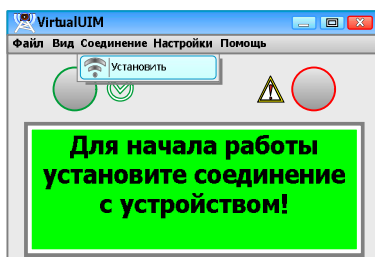 VirtualUIM
Файл Вид Соединение Настройки Помощь
Установить
Для начала работы
установите соединение
с устройством!